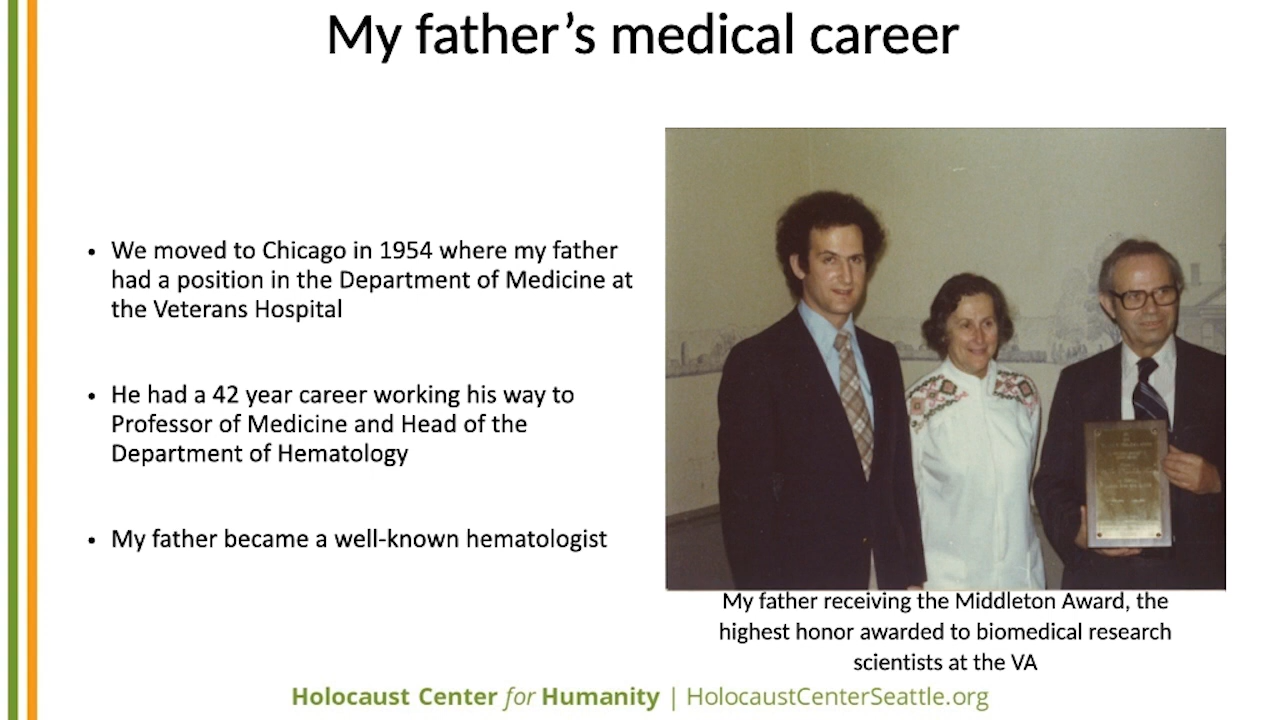 My father’s medical career
• We moved to Chicago in 1954 where my father
had a position in the Department of Medicine at
the Veterans Hospital
• He had a 42 year career working his way to
Professor of Medicine and Head of the
Department of Hematology
• My father became a well-known hematologist
My father receiving the Middleton Award, the
highest honor awarded to biomedical research
scientists at the VA
Holocaust Center for Humanity | HolocaustCenterSeattle.org